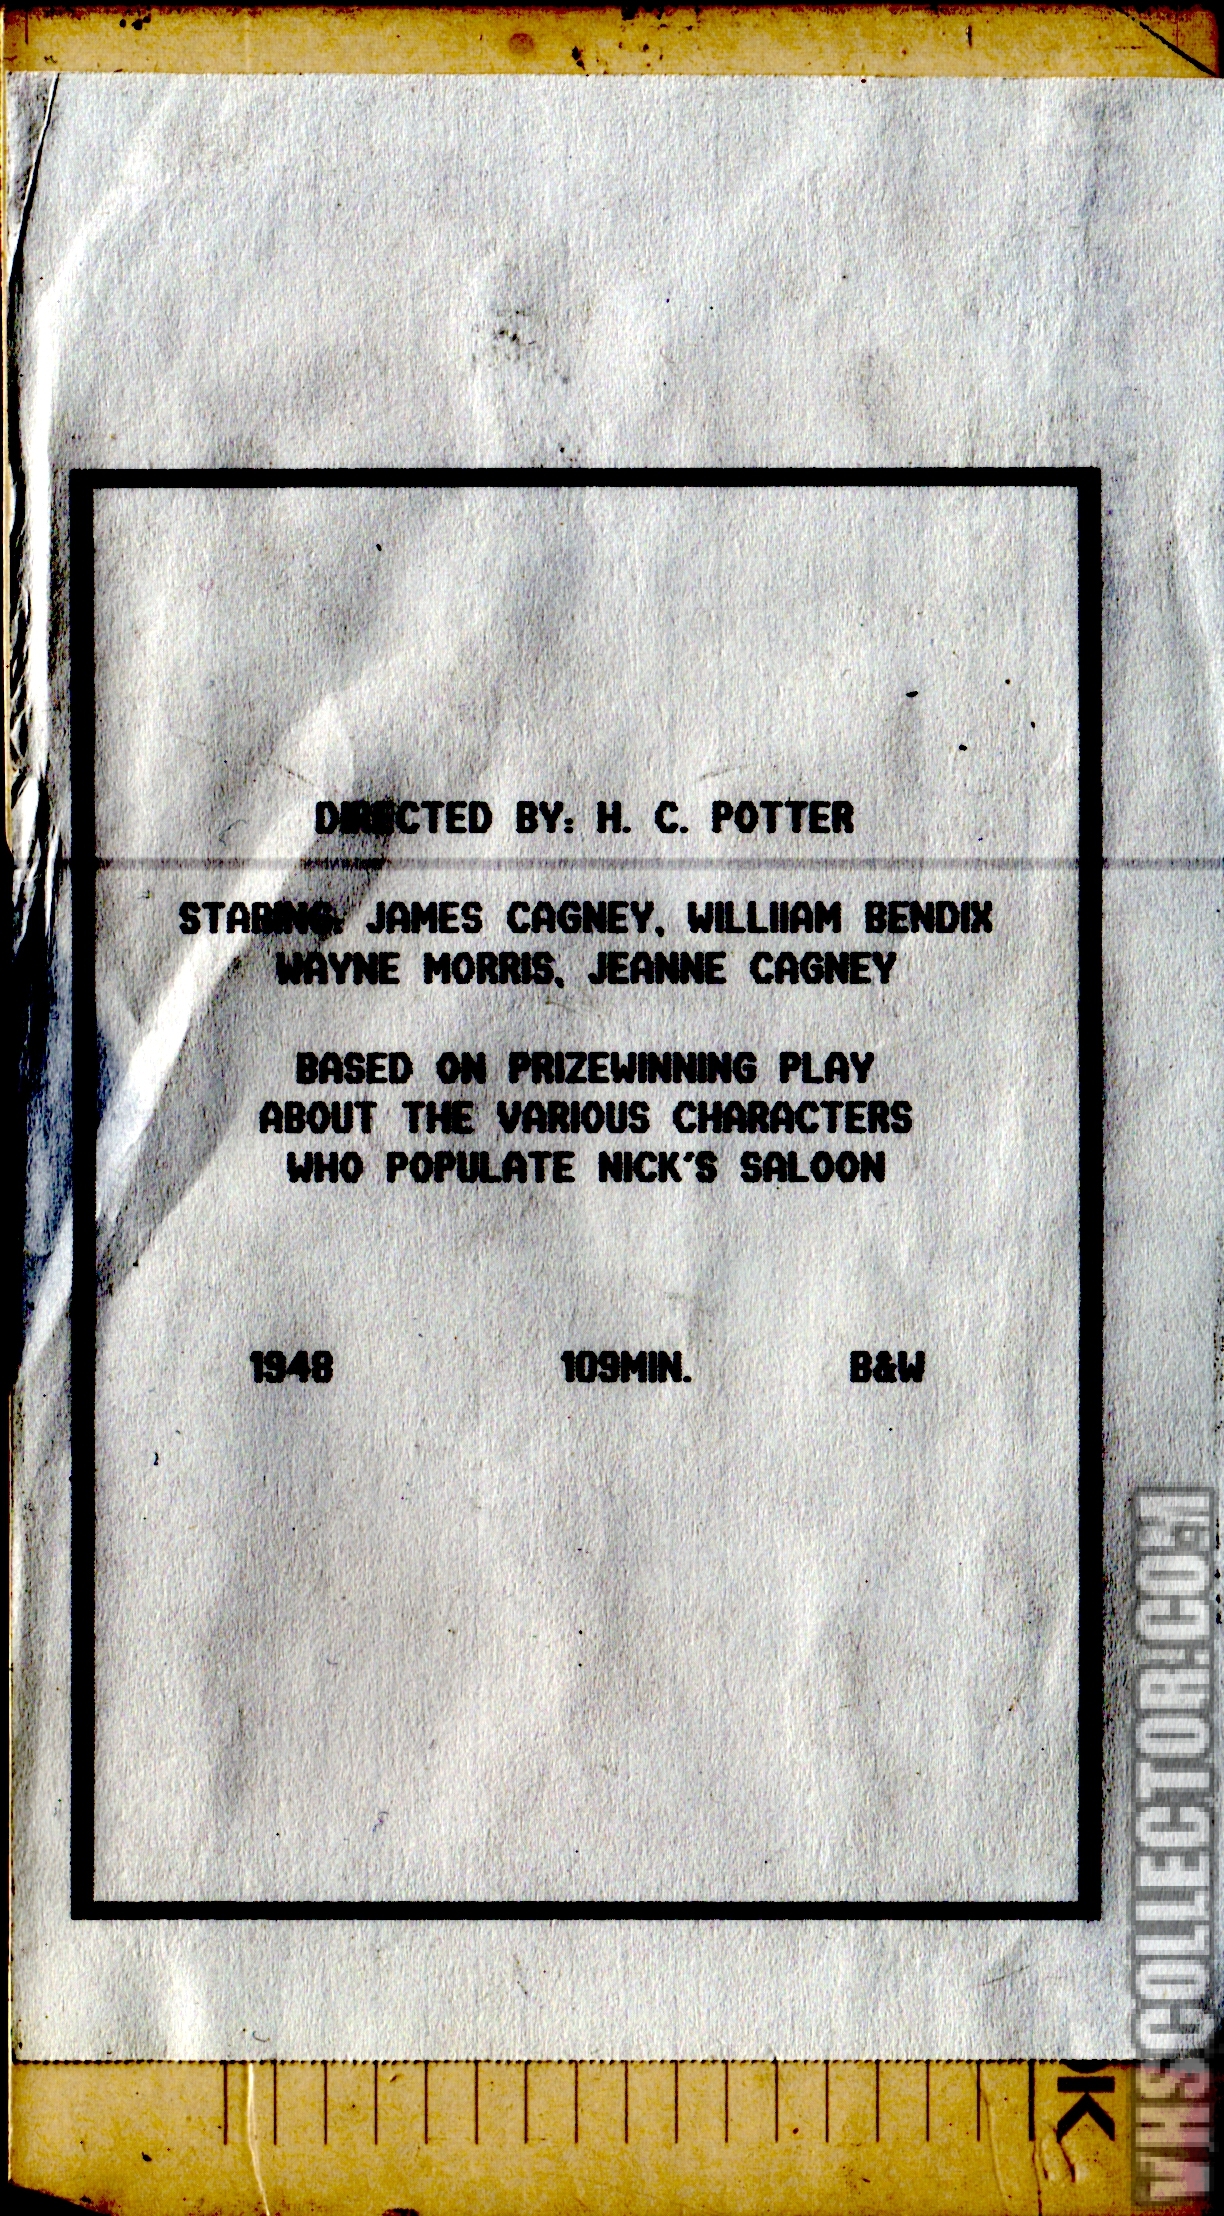 DIRECTED BY: H. C. POTTER
STARING: JAMES CAGNEY, WILLIIAM BENDIX
WAYNE MORRIS, JEANNE CAGNEY
BASED ON PRIZEWINNING PLAY
ABOUT THE VARIOUS CHARACTERS
WHO POPULATE NICK'S SALOON
1948 109MIN. B&W
VHSCOLLECTOR.COM